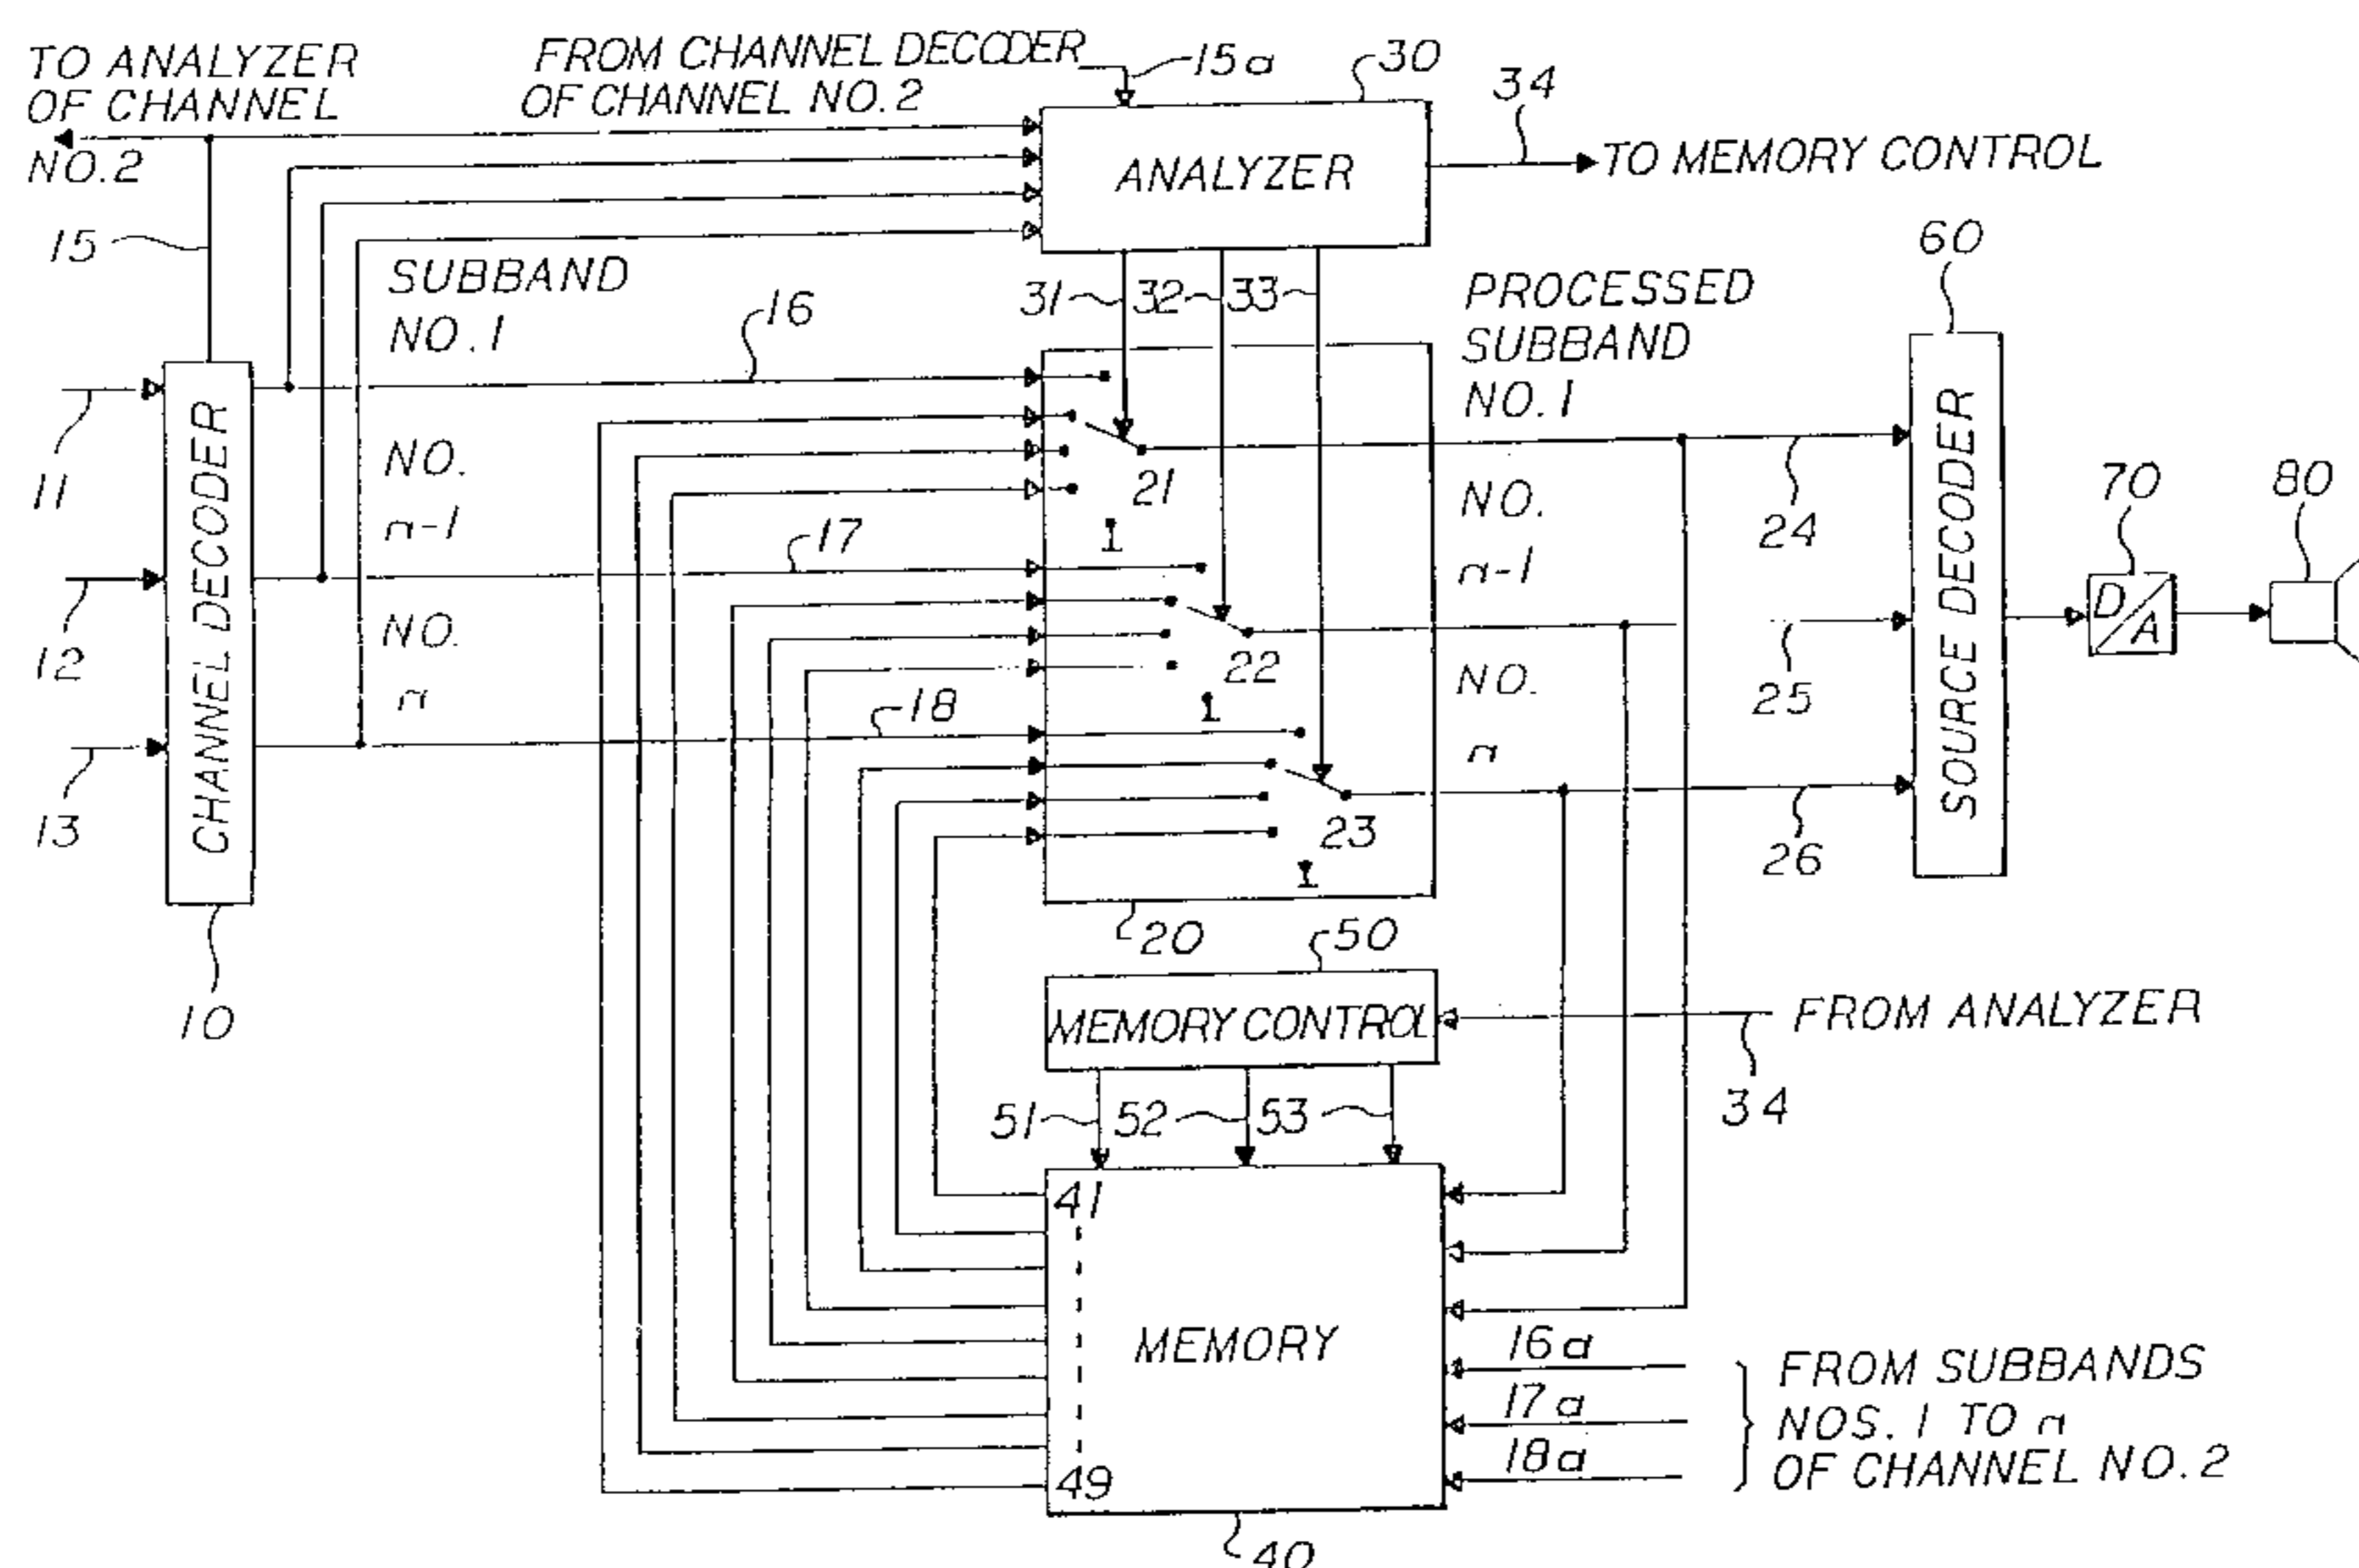 TO ANALYZER
OF CHANNEL
NO.2
FROM CHANNEL DECODER
OF CHANNEL NO.2
15a
30
34
ANALYZER
TO MEMORY CONTROL
15
SUBBAND
NO.1
16
31
32
33
PROCESSED
SUBBAND
NO.1
60
11
CHANNEL DECODER
NO.
n-1
21
NO.
n-1
24
SOURCE DECODER
70
80
17
12
NO.
n
22
NO.
n
25
D/A
18
13
23
26
10
20
50
MEMORY CONTROL
FROM ANALYZER
34
51
52
53
41
MEMORY
49
16a
17a
18a
FROM SUBBANDS
NOS. 1 TO n
OF CHANNEL NO.2
40